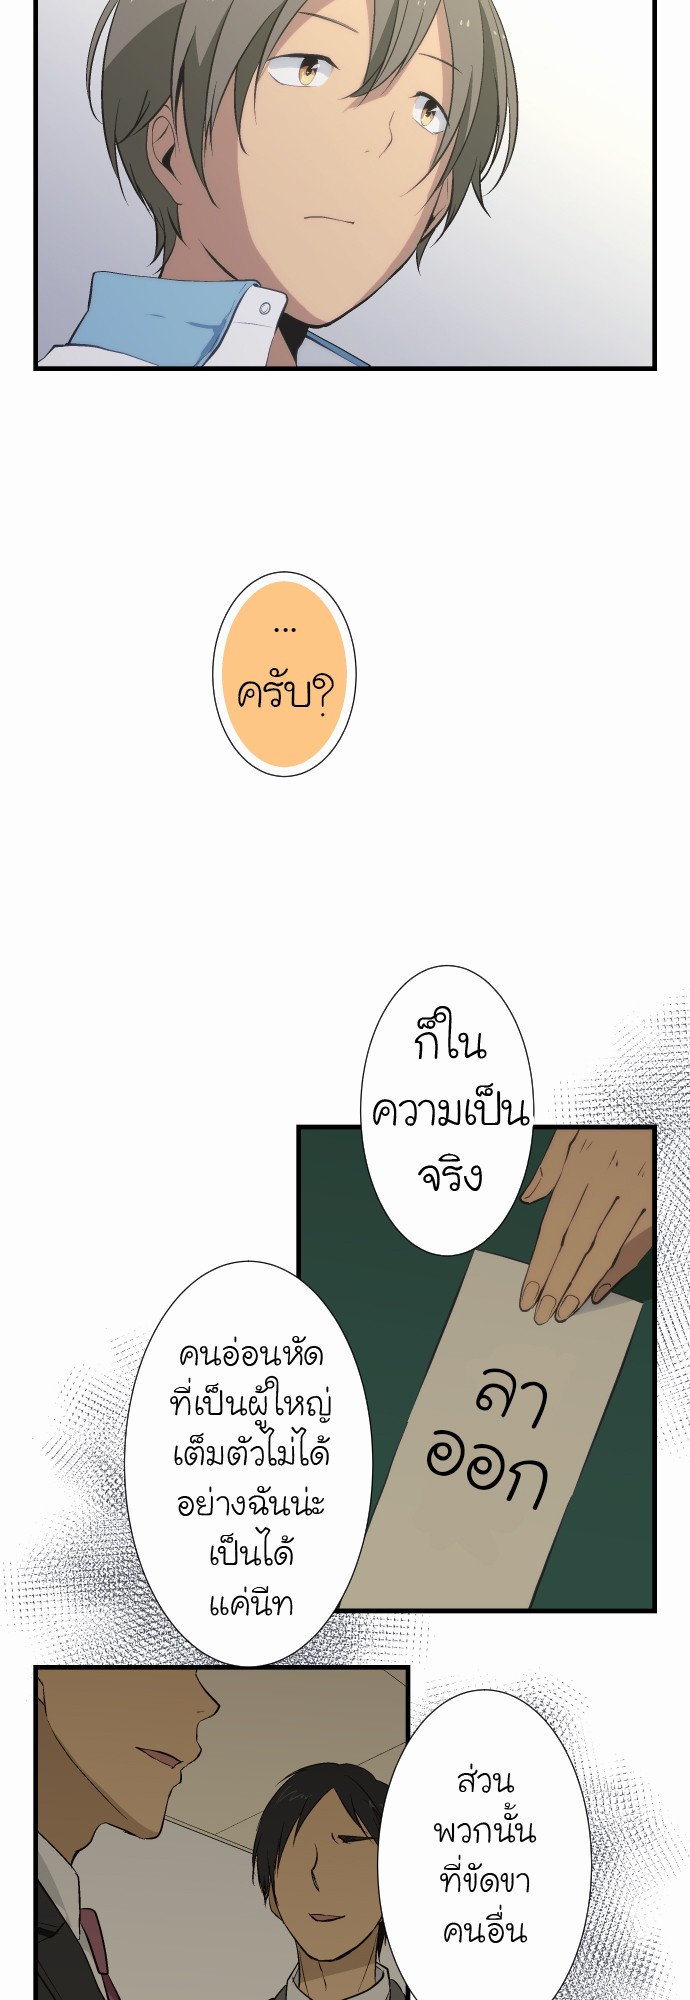 ...
ครับ?
ก็ใน
ความเป็น
จริง
ลา
ออก
คนอ่อนหัด
ที่เป็นผู้ใหญ่
เต็มตัวไม่ได้
อย่างฉันน่ะ
เป็นได้
แค่นีท
ส่วน
พวกนั้น
ที่ขัดขา
คนอื่น